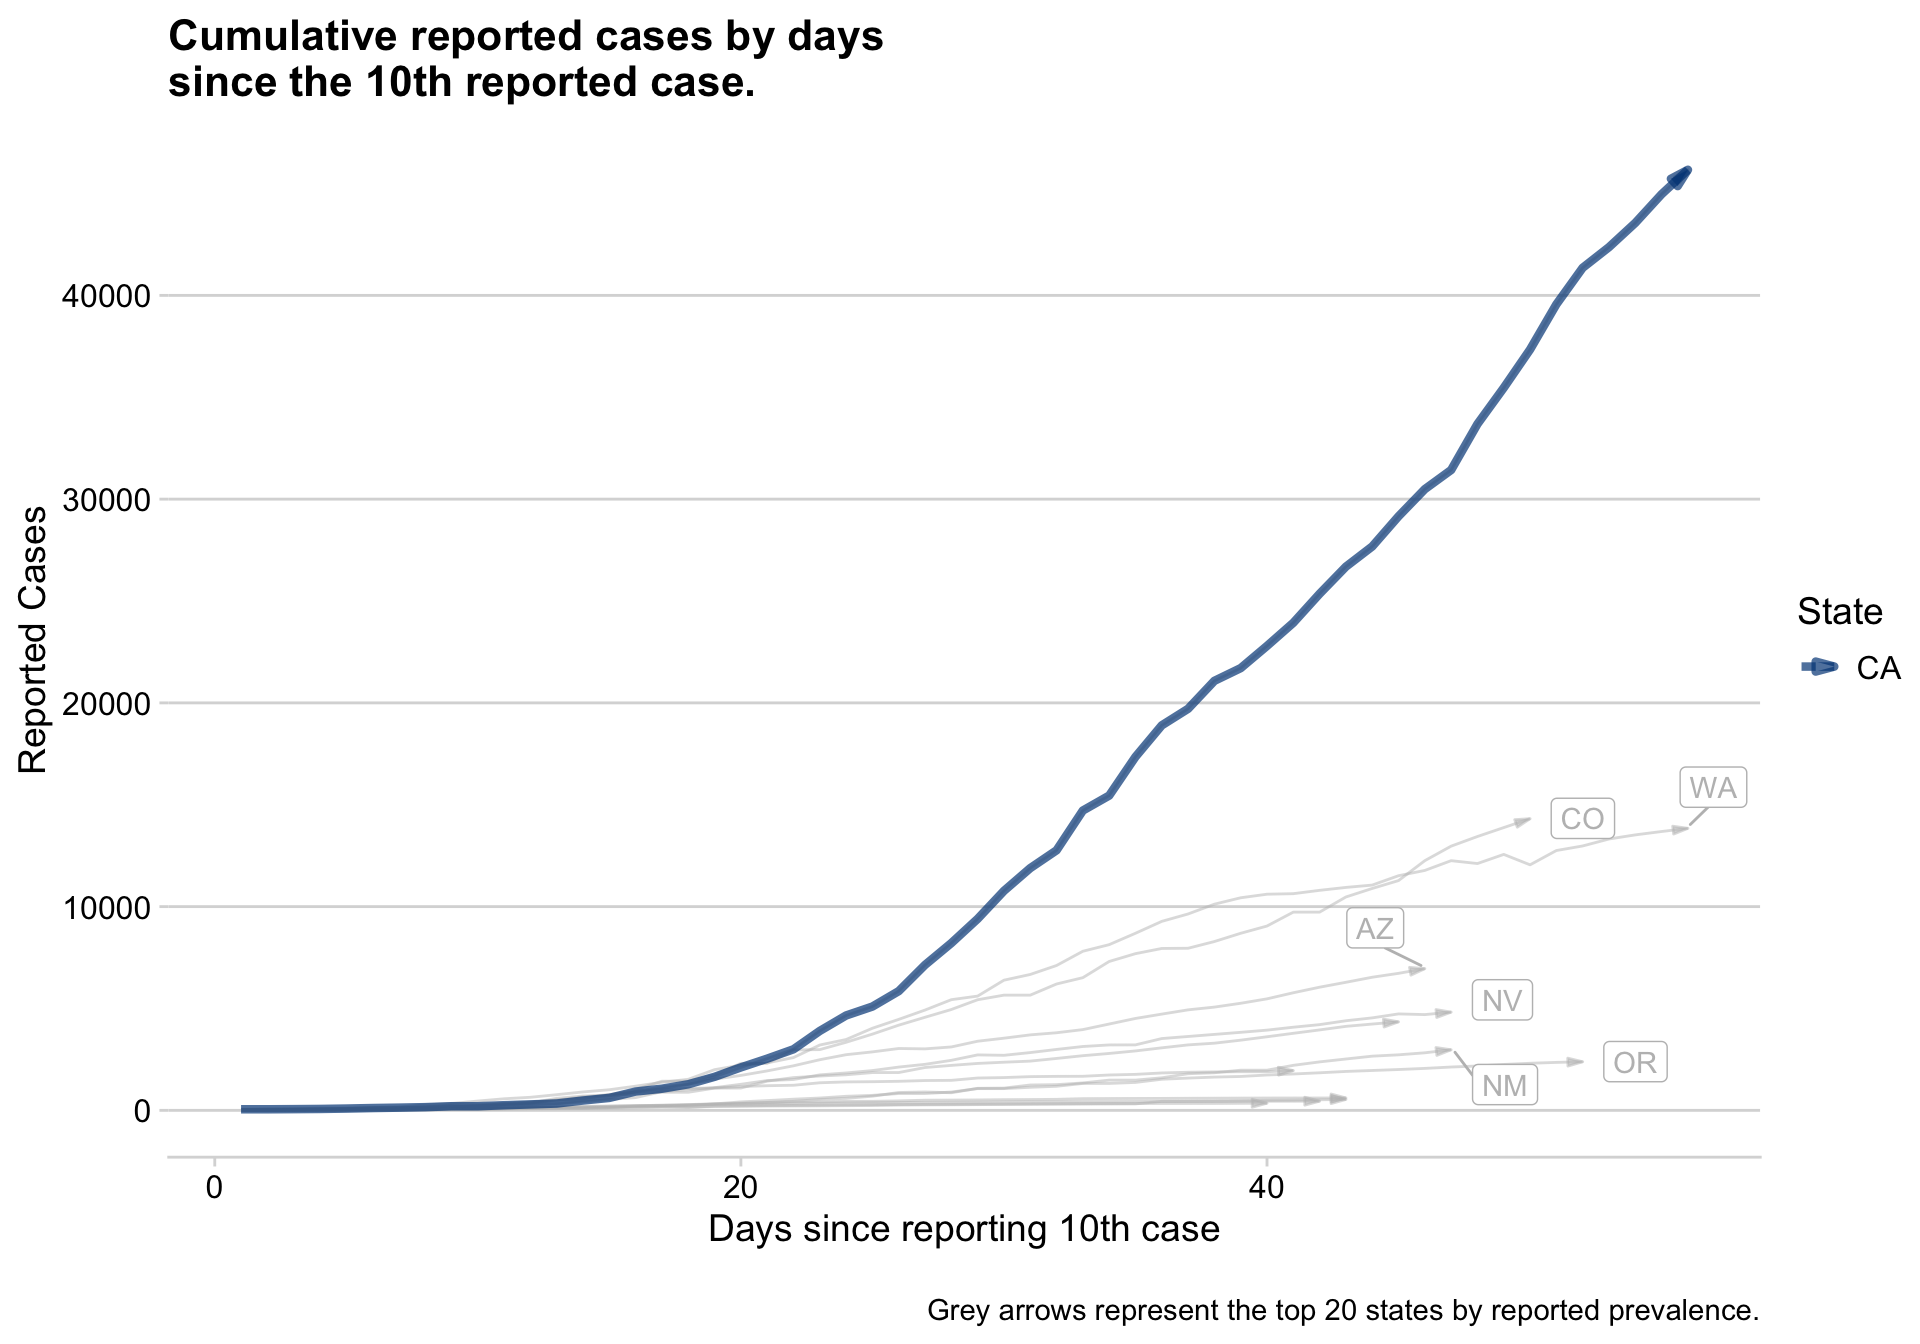 Cumulative reported cases by days
since the 10th reported case.
40000
30000
20000
10000
0
Reported Cases
WA
CO
AZ
NV
OR
NM
State
CA
0
20
40
Days since reporting 10th case
Grey arrows represent the top 20 states by reported prevalence.